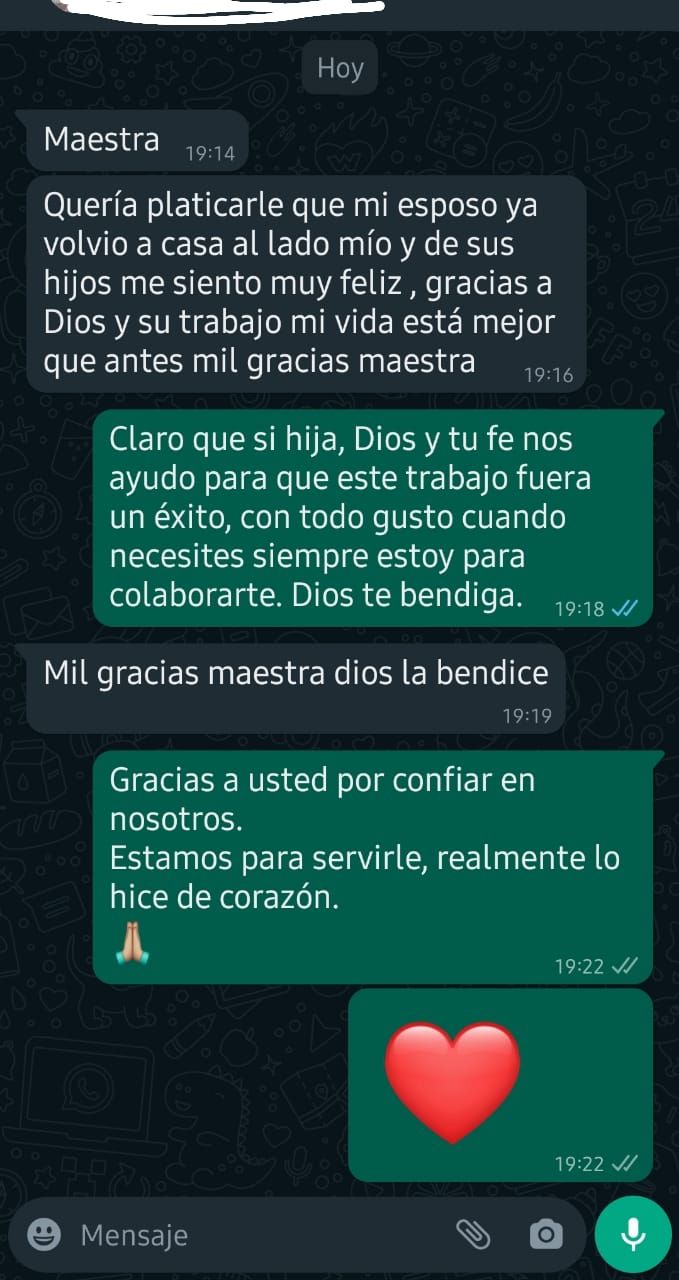 Hoy
Maestra
19:14
Quería platicarle que mi esposo ya
volvio a casa al lado mío y de sus
hijos me siento muy feliz , gracias a
Dios y su trabajo mi vida está mejor
que antes mil gracias maestra
19:16
Claro que si hija, Dios y tu fe nos
ayudo para que este trabajo fuera
un éxito, con todo gusto cuando
necesites siempre estoy para
colaborarte. Dios te bendiga.
19:18
Mil gracias maestra dios la bendice
19:19
Gracias a usted por confiar en
nosotros.
Estamos para servirle, realmente lo
hice de corazón.
🙏🏼
19:22
❤️
19:22
Mensaje